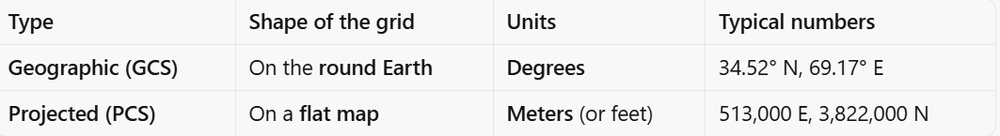 Type Shape of the grid Units Typical numbers
Geographic (GCS) On the round Earth Degrees 34.52° N, 69.17° E
Projected (PCS) On a flat map Meters (or feet) 513,000 E, 3,822,000 N